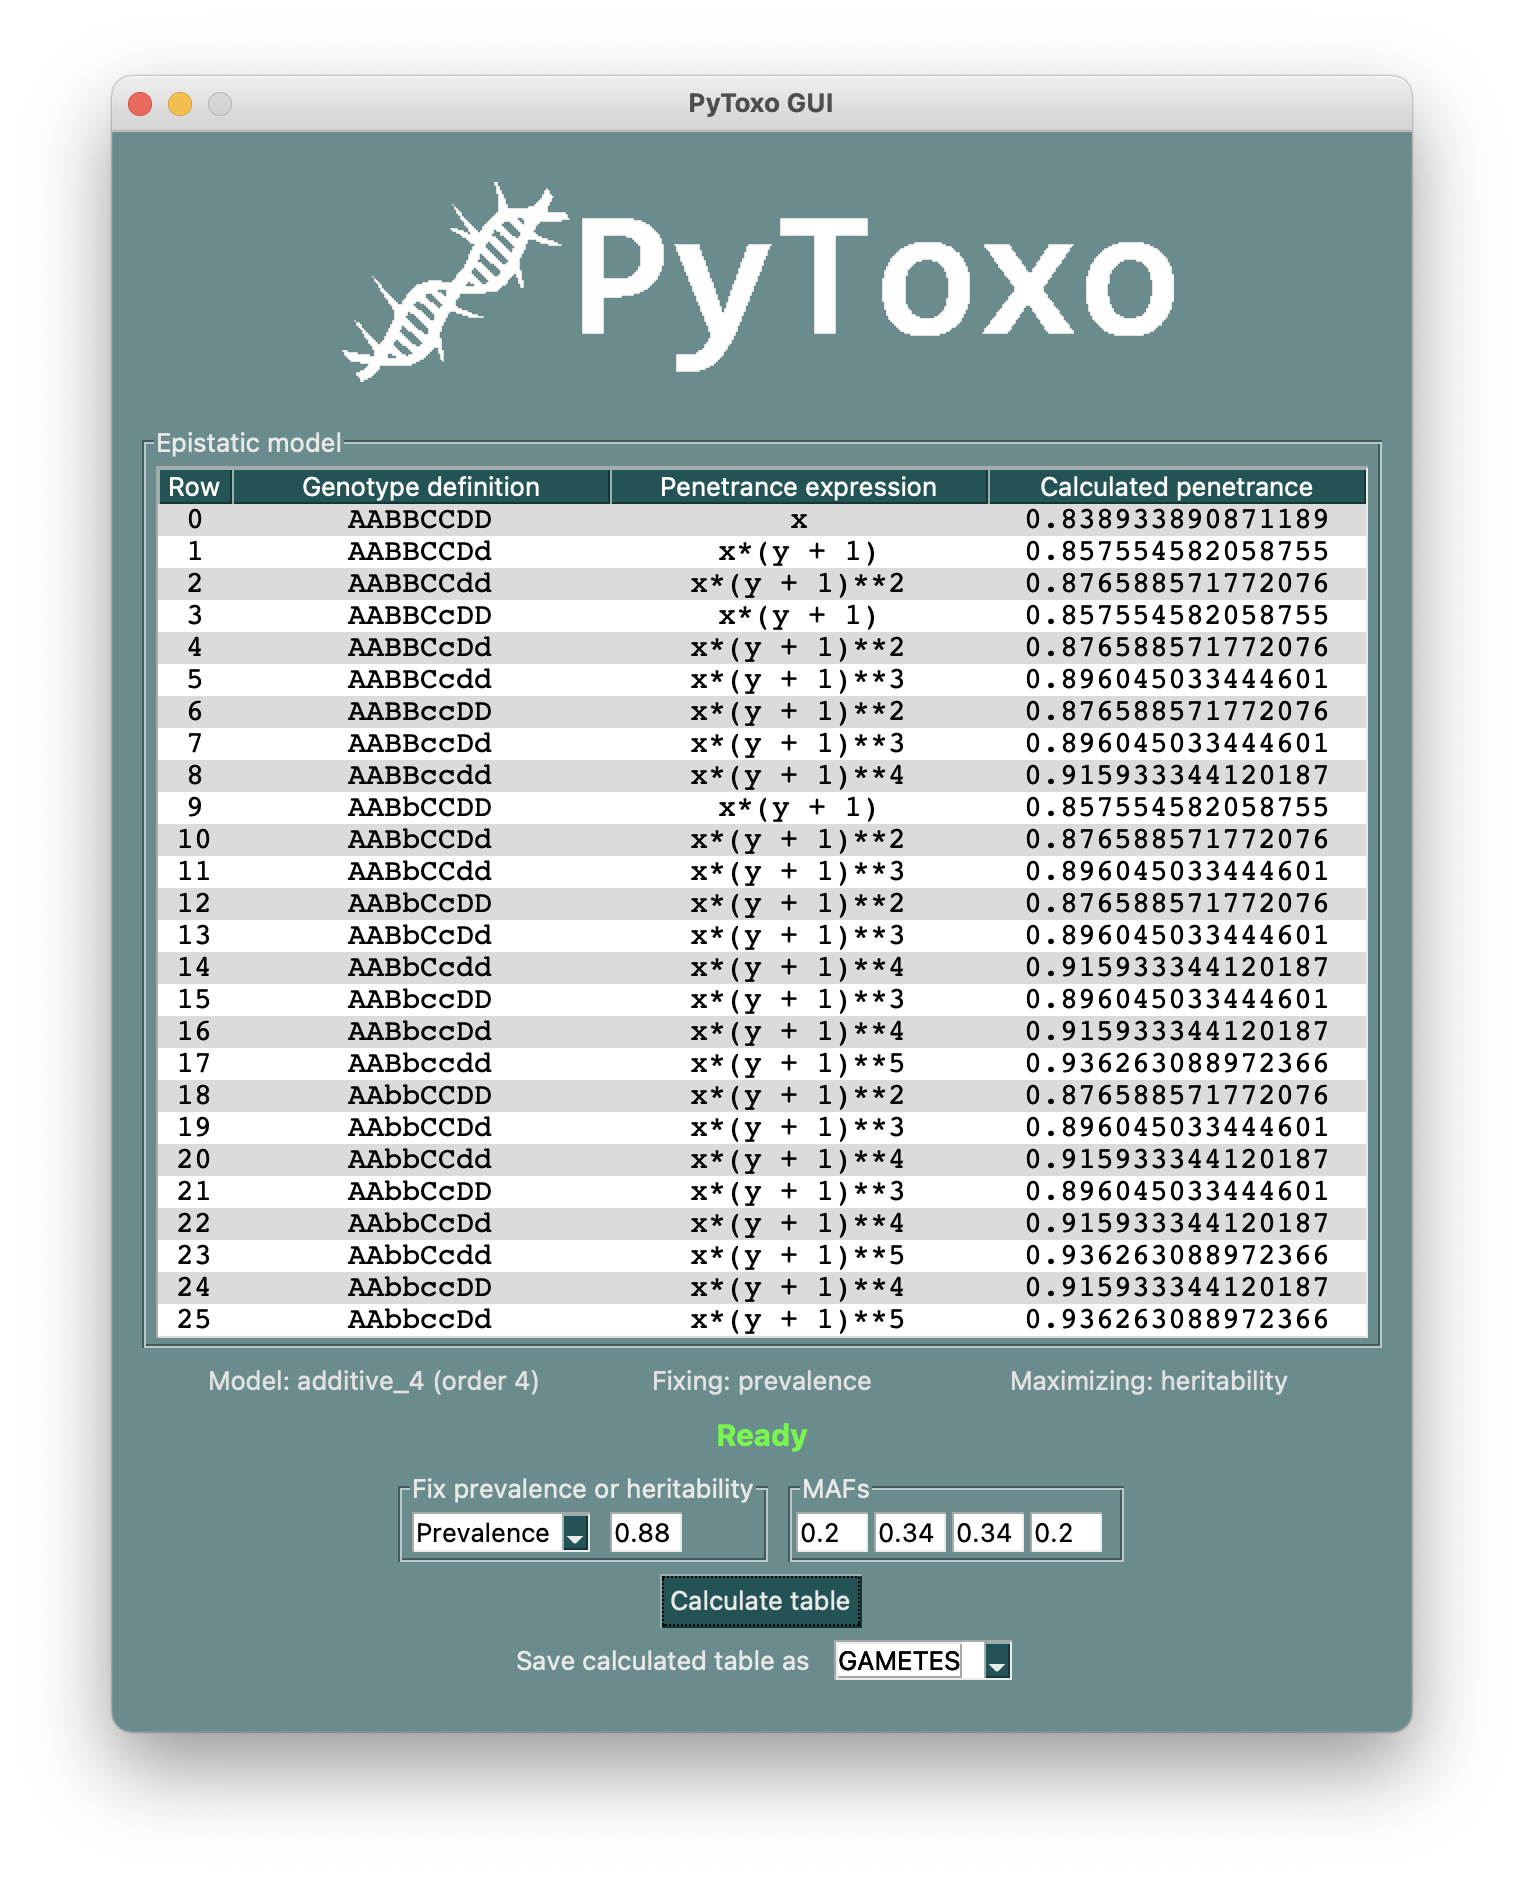 PyToxo GUI
PyToxo
Epistatic model
Row Genotype definition Penetrance expression Calculated penetrance
0 AABBCCDD x 0.838933890871189
1 AABBCCDd x*(y + 1) 0.857554582058755
2 AABBCCdd x*(y + 1)**2 0.876588571772076
3 AABBCcDD x*(y + 1) 0.857554582058755
4 AABBCcDd x*(y + 1)**2 0.876588571772076
5 AABBCcdd x*(y + 1)**3 0.896045033444601
6 AABBccDD x*(y + 1)**2 0.876588571772076
7 AABBccDd x*(y + 1)**3 0.896045033444601
8 AABBccdd x*(y + 1)**4 0.915933344120187
9 AABbCCDD x*(y + 1) 0.857554582058755
10 AABbCCDd x*(y + 1)**2 0.876588571772076
11 AABbCCdd x*(y + 1)**3 0.896045033444601
12 AABbCcDD x*(y + 1)**2 0.876588571772076
13 AABbCcDd x*(y + 1)**3 0.896045033444601
14 AABbCcdd x*(y + 1)**4 0.915933344120187
15 AABbccDD x*(y + 1)**3 0.896045033444601
16 AABbccDd x*(y + 1)**4 0.915933344120187
17 AABbccdd x*(y + 1)**5 0.936263088972366
18 AAbbCCDD x*(y + 1)**2 0.876588571772076
19 AAbbCCDd x*(y + 1)**3 0.896045033444601
20 AAbbCCdd x*(y + 1)**4 0.915933344120187
21 AAbbCcDD x*(y + 1)**3 0.896045033444601
22 AAbbCcDd x*(y + 1)**4 0.915933344120187
23 AAbbCcdd x*(y + 1)**5 0.936263088972366
24 AAbbccDD x*(y + 1)**4 0.915933344120187
25 AAbbccDd x*(y + 1)**5 0.936263088972366
Model: additive_4 (order 4) Fixing: prevalence Maximizing: heritability
Ready
Fix prevalence or heritability MAFs
Prevalence 0.88 0.2 0.34 0.34 0.2
Calculate table
Save calculated table as GAMETES